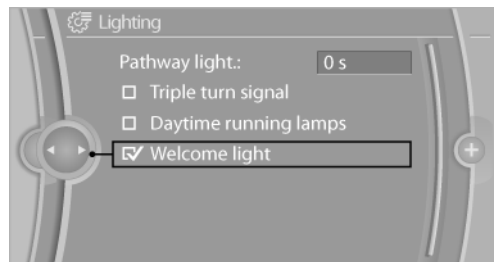 Lighting
Pathway light.: 0 s
Triple turn signal
Daytime running lamps
Welcome light